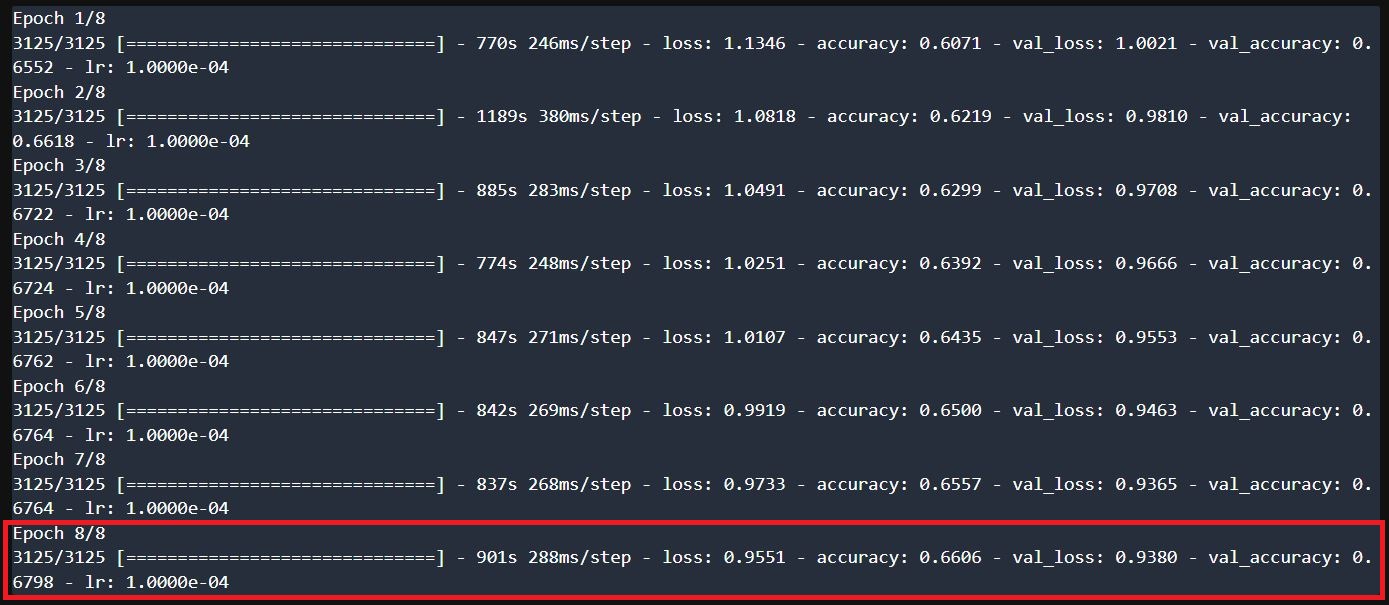 Epoch 1/8
3125/3125 [==============================] - 770s 246ms/step - loss: 1.1346 - accuracy: 0.6071 - val_loss: 1.0021 - val_accuracy: 0.
6552 - lr: 1.0000e-04
Epoch 2/8
3125/3125 [==============================] - 1189s 380ms/step - loss: 1.0818 - accuracy: 0.6219 - val_loss: 0.9810 - val_accuracy:
0.6618 - lr: 1.0000e-04
Epoch 3/8
3125/3125 [==============================] - 885s 283ms/step - loss: 1.0491 - accuracy: 0.6299 - val_loss: 0.9708 - val_accuracy: 0.
6722 - lr: 1.0000e-04
Epoch 4/8
3125/3125 [==============================] - 774s 248ms/step - loss: 1.0251 - accuracy: 0.6392 - val_loss: 0.9666 - val_accuracy: 0.
6724 - lr: 1.0000e-04
Epoch 5/8
3125/3125 [==============================] - 847s 271ms/step - loss: 1.0107 - accuracy: 0.6435 - val_loss: 0.9553 - val_accuracy: 0.
6762 - lr: 1.0000e-04
Epoch 6/8
3125/3125 [==============================] - 842s 269ms/step - loss: 0.9919 - accuracy: 0.6500 - val_loss: 0.9463 - val_accuracy: 0.
6764 - lr: 1.0000e-04
Epoch 7/8
3125/3125 [==============================] - 837s 268ms/step - loss: 0.9733 - accuracy: 0.6557 - val_loss: 0.9365 - val_accuracy: 0.
6764 - lr: 1.0000e-04
Epoch 8/8
3125/3125 [==============================] - 901s 288ms/step - loss: 0.9551 - accuracy: 0.6606 - val_loss: 0.9380 - val_accuracy: 0.
6798 - lr: 1.0000e-04